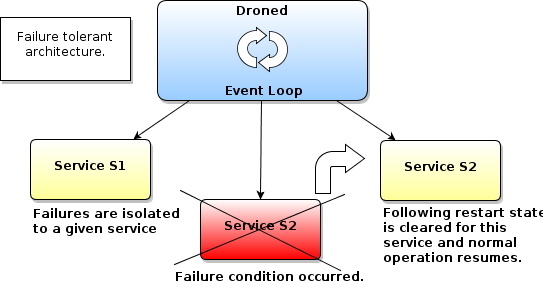 Droned
Failure tolerant
architecture.
Event Loop
Service S1
Service S2
Failures are isolated
to a given service
Service S2
Following restart state
is cleared for this
service and normal
operation resumes.
Failure condition occurred.